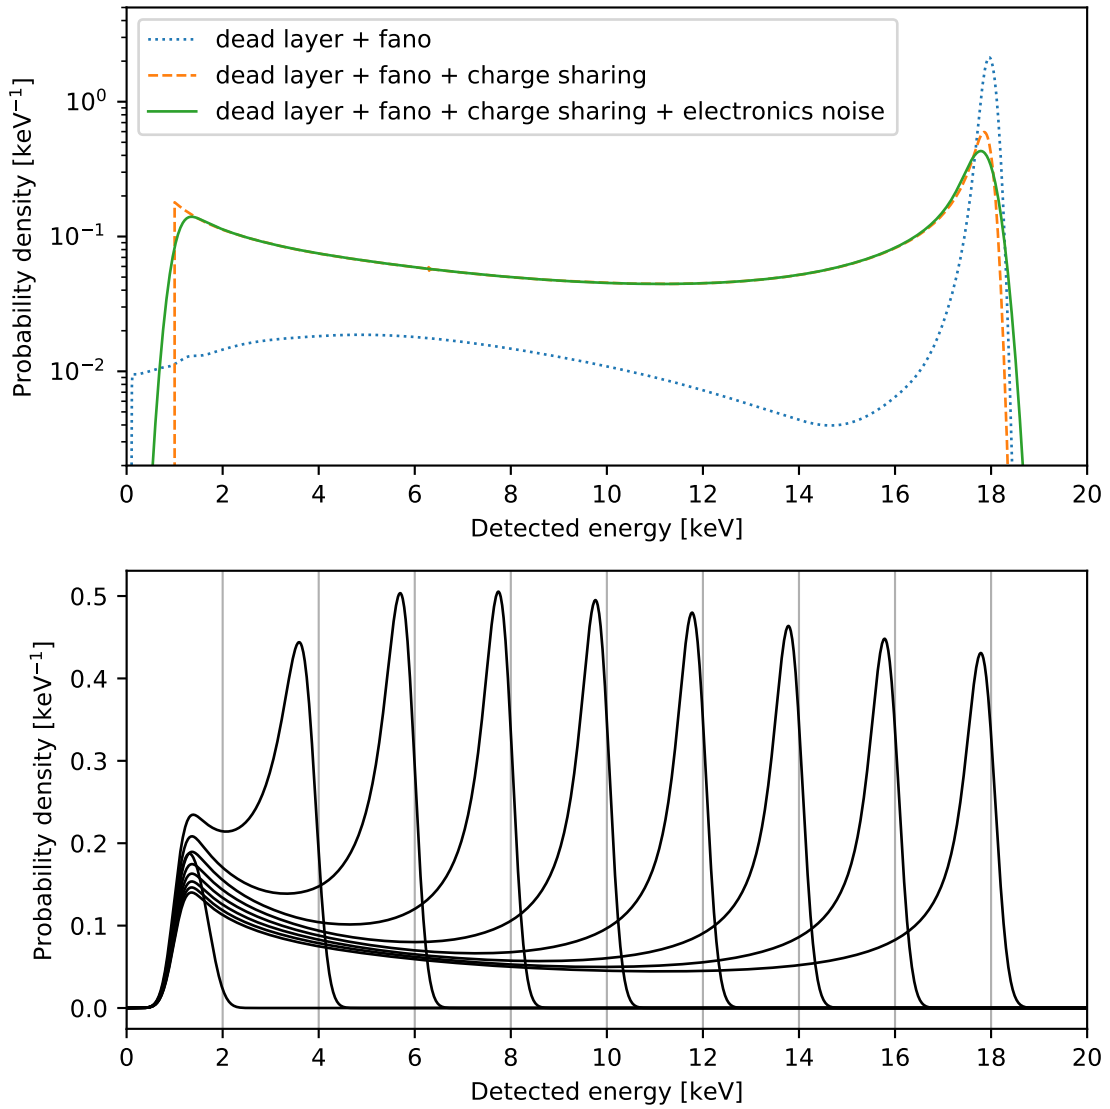 dead layer + fano
dead layer + fano + charge sharing
dead layer + fano + charge sharing + electronics noise
Probability density [keV⁻¹]
10⁰
10⁻¹
10⁻²
0 2 4 6 8 10 12 14 16 18 20
Detected energy [keV]
Probability density [keV⁻¹]
0.5
0.4
0.3
0.2
0.1
0.0
0 2 4 6 8 10 12 14 16 18 20
Detected energy [keV]